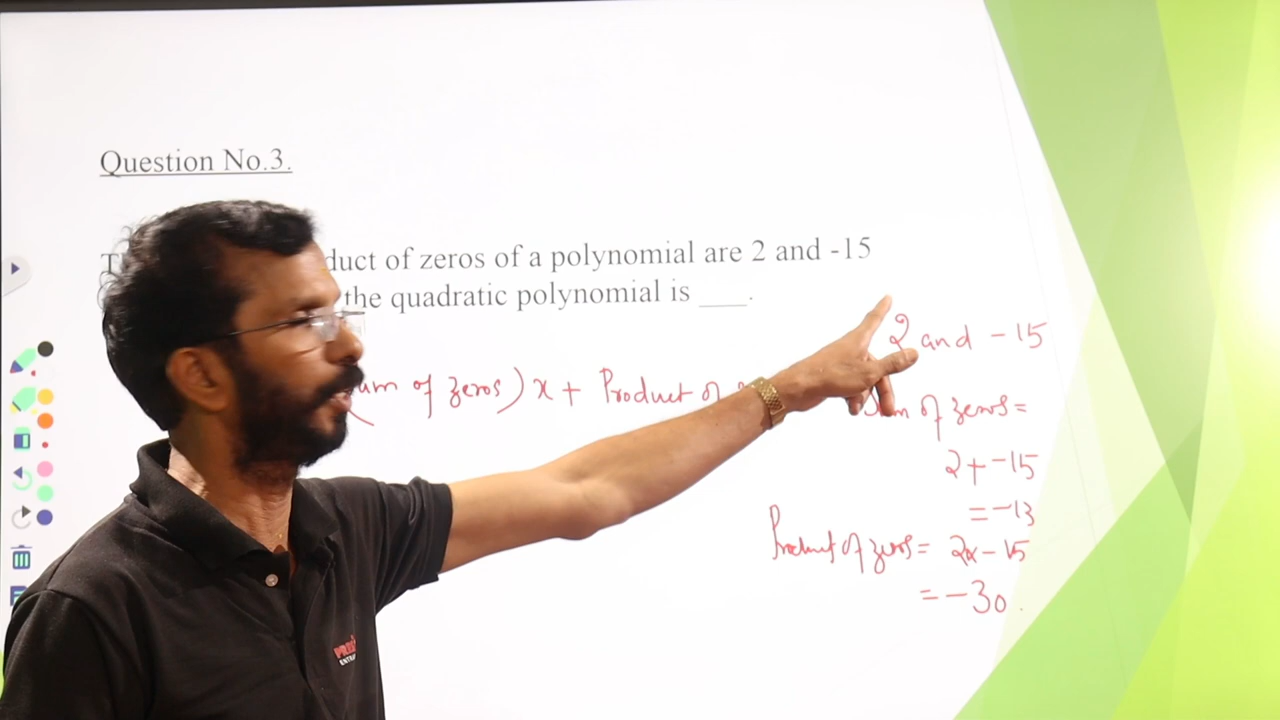 Question No.3.
duct of zeros of a polynomial are 2 and -15
the quadratic polynomial is ____.
2 and -15
um of zeros) x + Product of
Sum of zeros =
2+ -15
= -13
Product of zeros = 2x -15
= -30